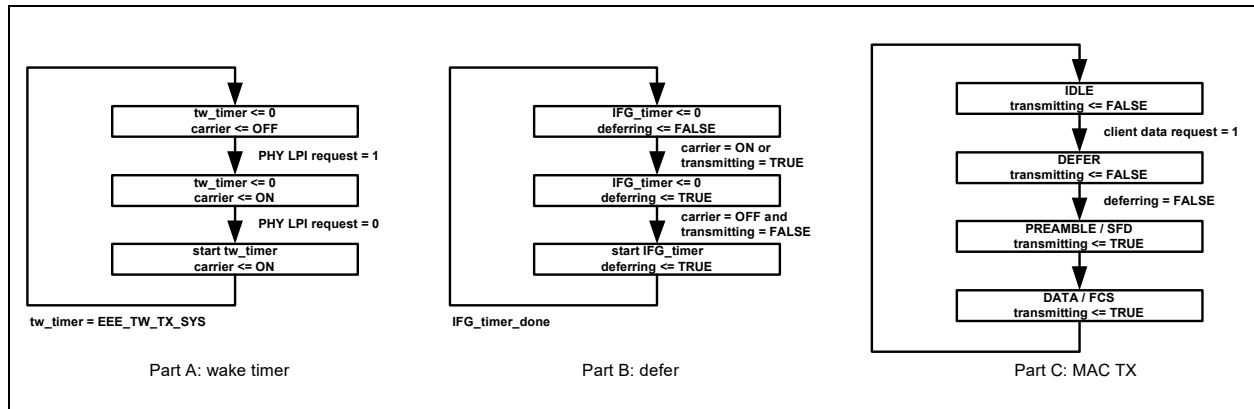 tw_timer <= 0
carrier <= OFF
PHY LPI request = 1
tw_timer <= 0
carrier <= ON
PHY LPI request = 0
start tw_timer
carrier <= ON
tw_timer = EEE_TW_TX_SYS
Part A: wake timer
IFG_timer <= 0
deferring <= FALSE
carrier = ON or
transmitting = TRUE
IFG_timer <= 0
deferring <= TRUE
carrier = OFF and
transmitting = FALSE
start IFG_timer
deferring <= TRUE
IFG_timer_done
Part B: defer
IDLE
transmitting <= FALSE
client data request = 1
DEFER
transmitting <= FALSE
deferring = FALSE
PREAMBLE / SFD
transmitting <= TRUE
DATA / FCS
transmitting <= TRUE
Part C: MAC TX